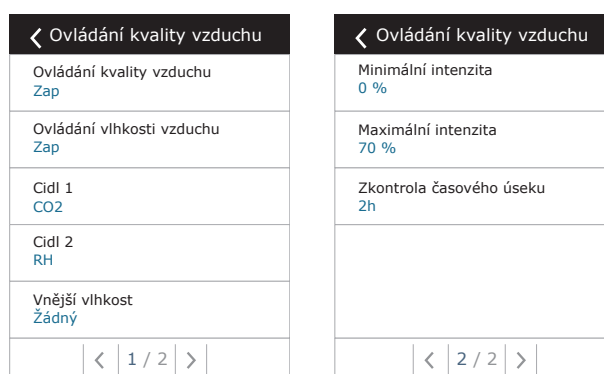 Ovládání kvality vzduchu
Ovládání kvality vzduchu
Zap
Ovládání vlhkosti vzduchu
Zap
Cidl 1
CO2
Cidl 2
RH
Vnější vlhkost
Žádný
1 / 2
Ovládání kvality vzduchu
Minimální intenzita
0 %
Maximální intenzita
70 %
Zkontrola časového úseku
2h
2 / 2